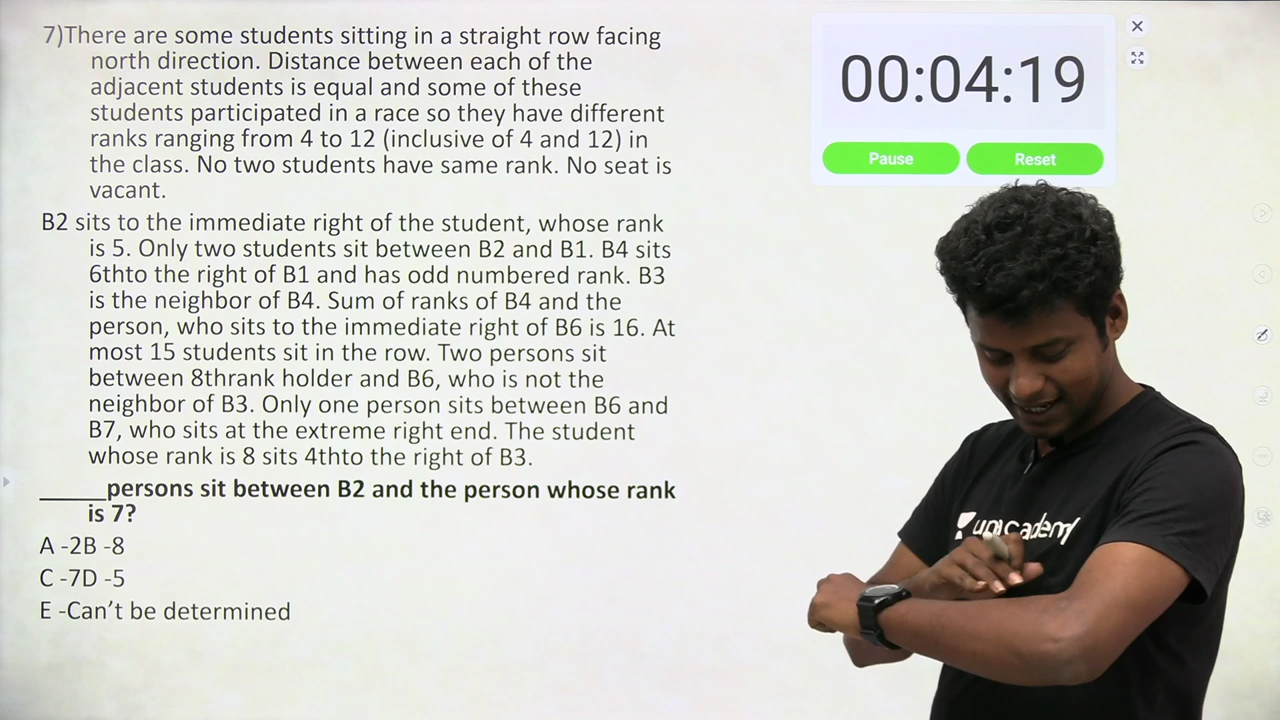 7)There are some students sitting in a straight row facing
north direction. Distance between each of the
adjacent students is equal and some of these
students participated in a race so they have different
ranks ranging from 4 to 12 (inclusive of 4 and 12) in
the class. No two students have same rank. No seat is
vacant.
B2 sits to the immediate right of the student, whose rank
is 5. Only two students sit between B2 and B1. B4 sits
6thto the right of B1 and has odd numbered rank. B3
is the neighbor of B4. Sum of ranks of B4 and the
person, who sits to the immediate right of B6 is 16. At
most 15 students sit in the row. Two persons sit
between 8thrank holder and B6, who is not the
neighbor of B3. Only one person sits between B6 and
B7, who sits at the extreme right end. The student
whose rank is 8 sits 4thto the right of B3.
______persons sit between B2 and the person whose rank
is 7?
A -2B -8
C -7D -5
E -Can’t be determined
00:04:19
Pause Reset
unacademy